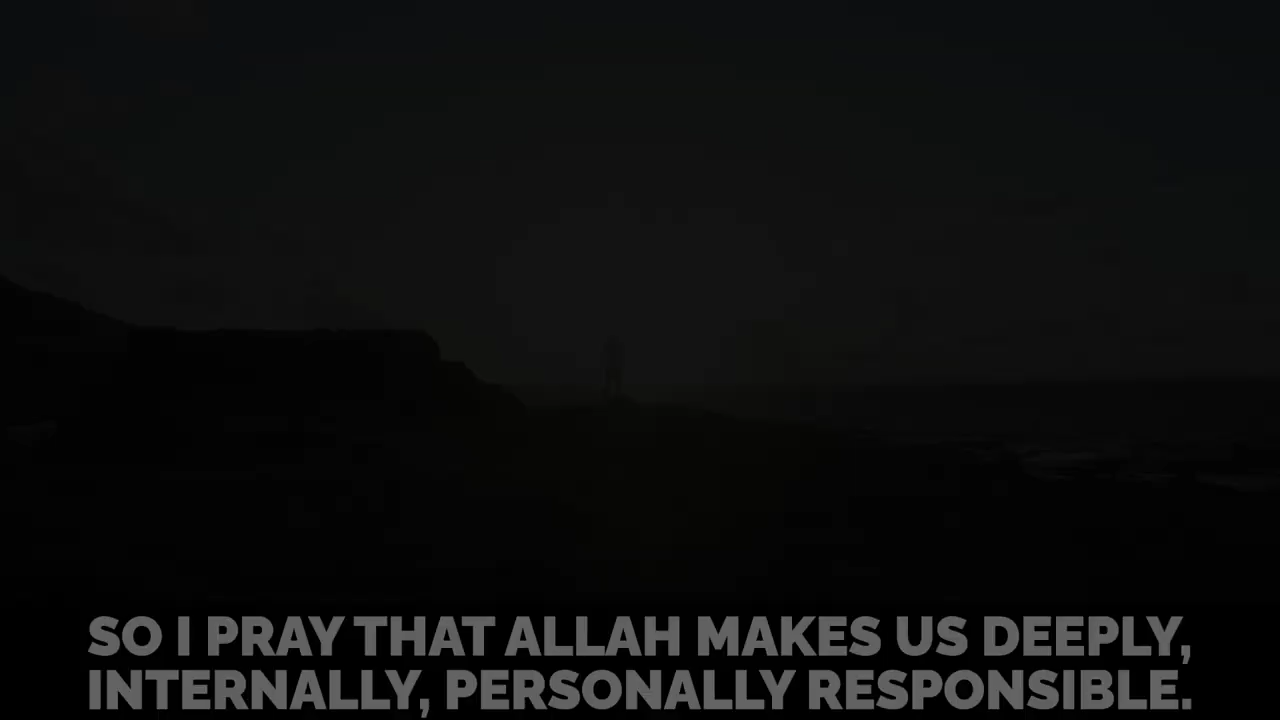 SO I PRAY THAT ALLAH MAKES US DEEPLY,
INTERNALLY, PERSONALLY RESPONSIBLE.